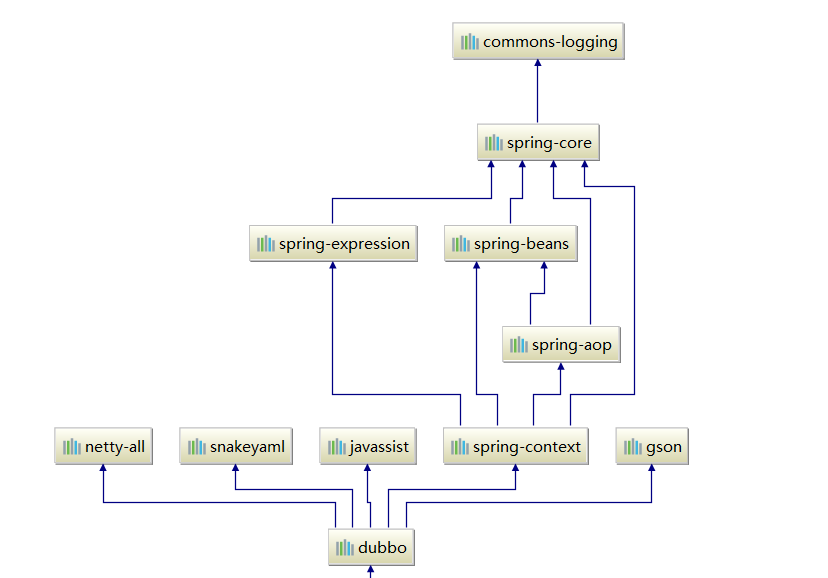 commons-logging
spring-core
spring-expression
spring-beans
spring-aop
netty-all
snakeyaml
javassist
spring-context
gson
dubbo